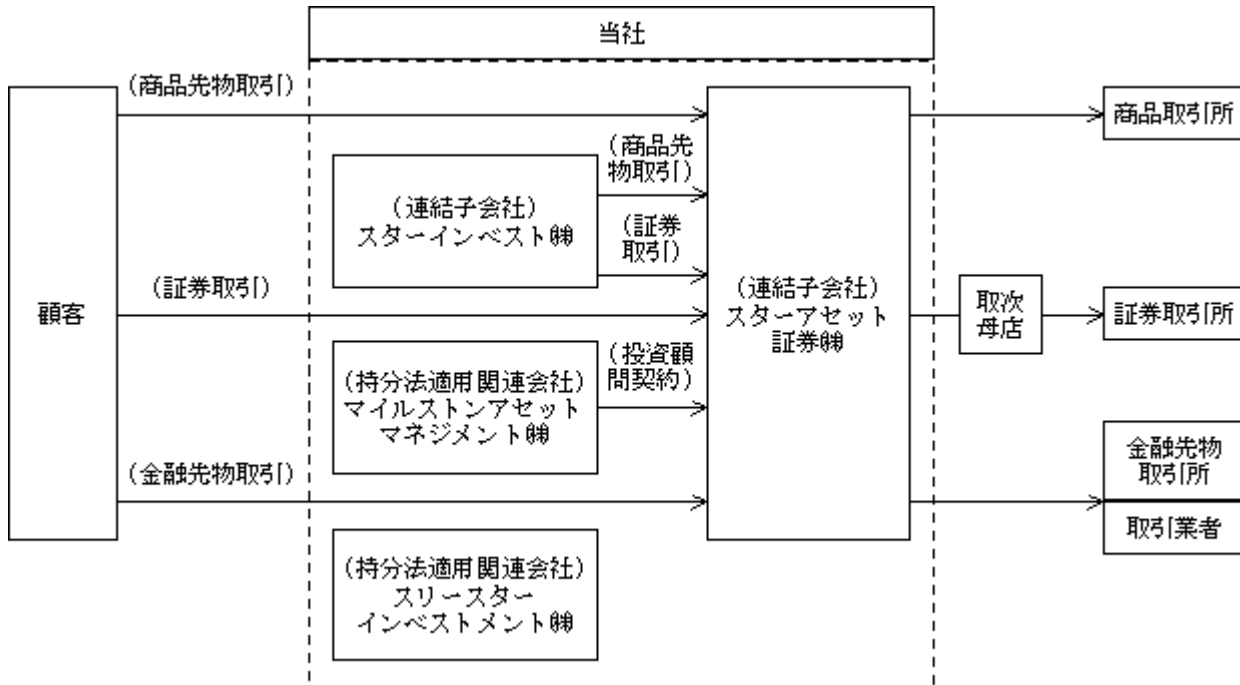 当社
(商品先物取引)
商品取引所
(商品先
物取引)
(連結子会社)
スターインベスト㈱
(証券
取引)
(証券取引)
顧客
(連結子会社)
スターアセット
証券㈱
取次
母店
証券取引所
(投資顧
問契約)
(持分法適用関連会社)
マイルストンアセット
マネジメント㈱
(金融先物取引)
金融先物
取引所
取引業者
(持分法適用関連会社)
スリースター
インベストメント㈱